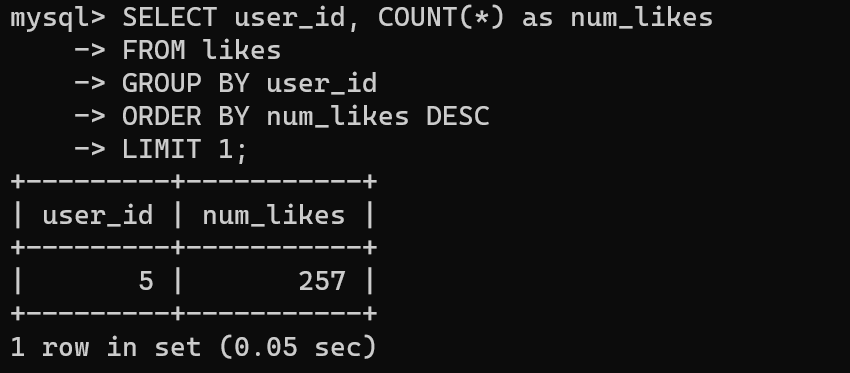 mysql> SELECT user_id, COUNT(*) as num_likes
    -> FROM likes
    -> GROUP BY user_id
    -> ORDER BY num_likes DESC
    -> LIMIT 1;
+---------+-----------+
| user_id | num_likes |
+---------+-----------+
|       5 |       257 |
+---------+-----------+
1 row in set (0.05 sec)